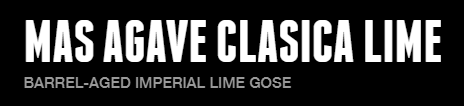 MAS AGAVE CLASICA LIME
BARREL-AGED IMPERIAL LIME GOSE